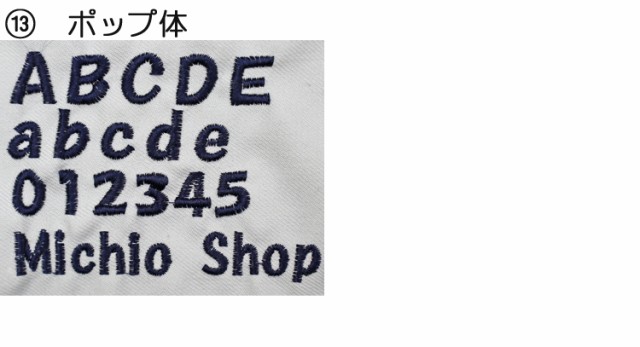 ⑬ ポップ体
ABCDE
abcde
012345
Michio Shop